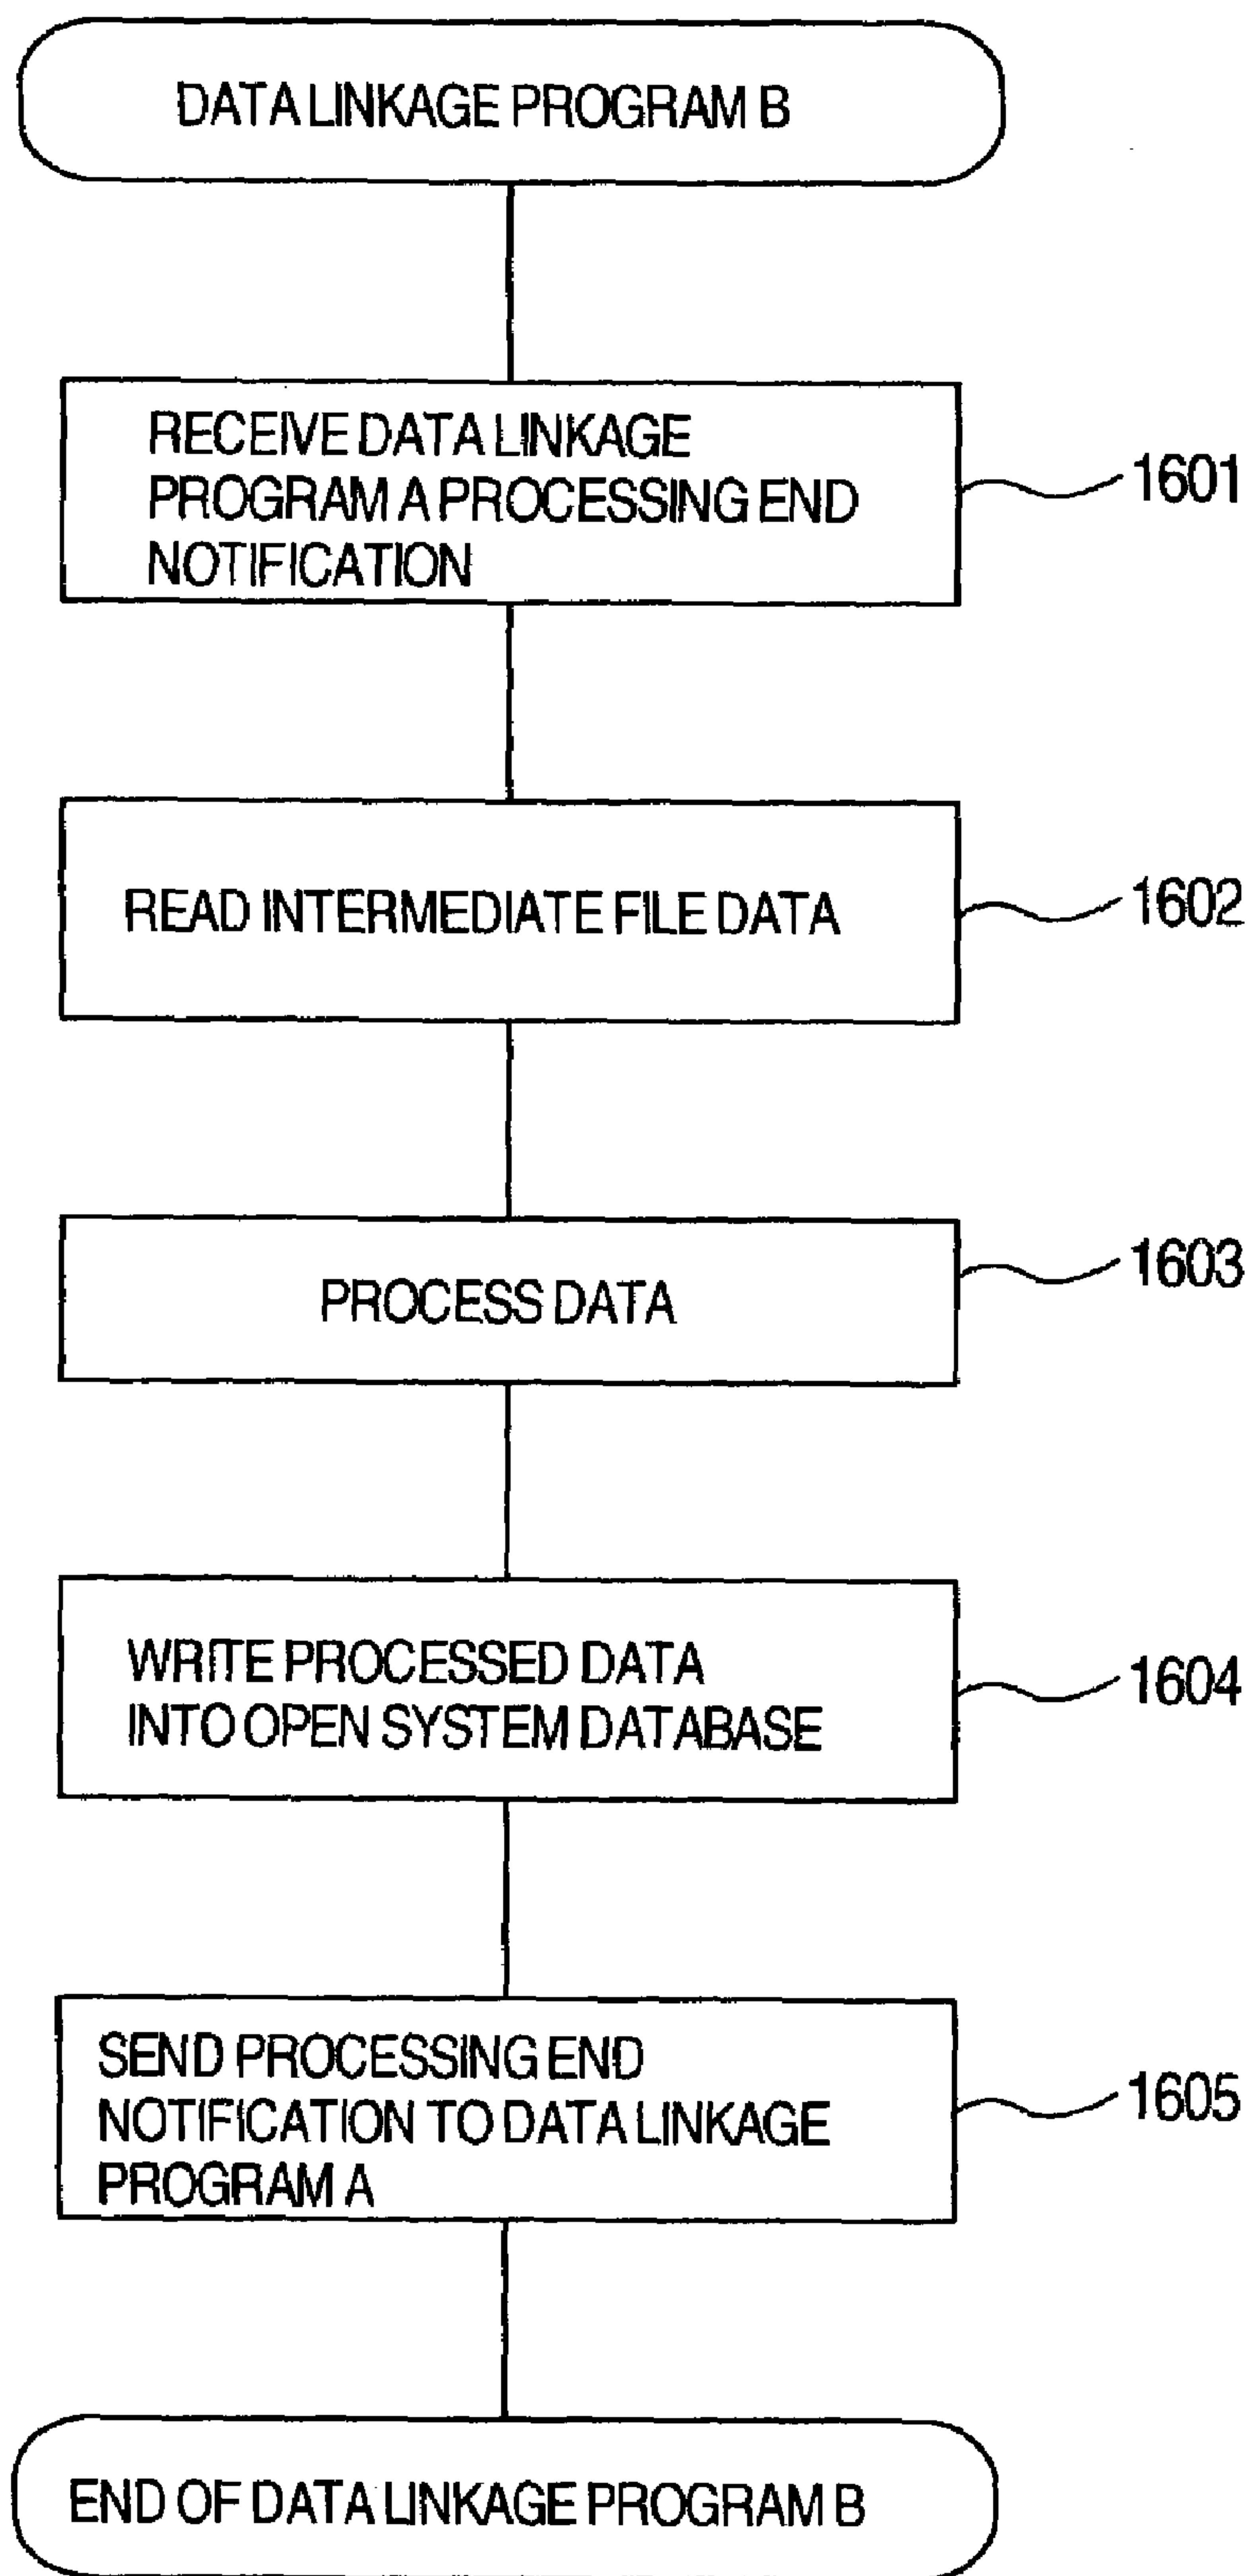 DATA LINKAGE PROGRAM B
RECEIVE DATA LINKAGE
PROGRAM A PROCESSING END
NOTIFICATION
1601
READ INTERMEDIATE FILE DATA
1602
PROCESS DATA
1603
WRITE PROCESSED DATA
INTO OPEN SYSTEM DATABASE
1604
SEND PROCESSING END
NOTIFICATION TO DATA LINKAGE
PROGRAM A
1605
END OF DATA LINKAGE PROGRAM B